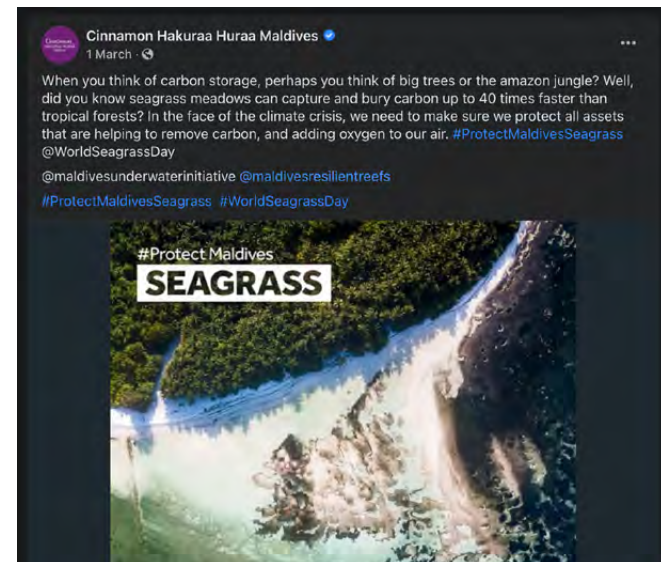 Cinnamon Hakuraa Huraa Maldives
1 March ·
When you think of carbon storage, perhaps you think of big trees or the amazon jungle? Well,
did you know seagrass meadows can capture and bury carbon up to 40 times faster than
tropical forests? In the face of the climate crisis, we need to make sure we protect all assets
that are helping to remove carbon, and adding oxygen to our air. #ProtectMaldivesSeagrass
@WorldSeagrassDay
@maldivesunderwaterinitiative @maldivesresilientreefs
#ProtectMaldivesSeagrass #WorldSeagrassDay
#Protect Maldives
SEAGRASS